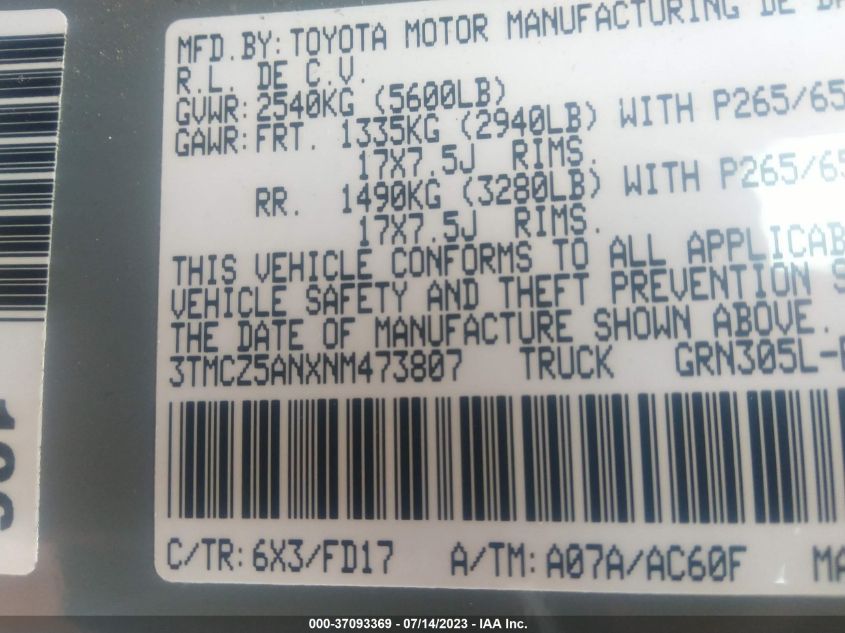 MFD.BY: TOYOTA MOTOR MANUFACTURING DE
R.L. DE C.V.
GVWR: 2540KG (5600LB)
GAWR: FRT. 1335KG (2940LB) WITH P265/65
17X7.5J RIMS.
RR. 1490KG (3280LB) WITH P265/65
17X7.5J RIMS.
THIS VEHICLE CONFORMS TO ALL APPLICAB
VEHICLE SAFETY AND THEFT PREVENTION S
THE DATE OF MANUFACTURE SHOWN ABOVE.
3TMCZ5ANXNM473807 TRUCK GRN305L-
C/TR: 6X3/FD17 A/TM: A07A/AC60F MA
000-37093369 | 07/14/2023 - IAA Inc.